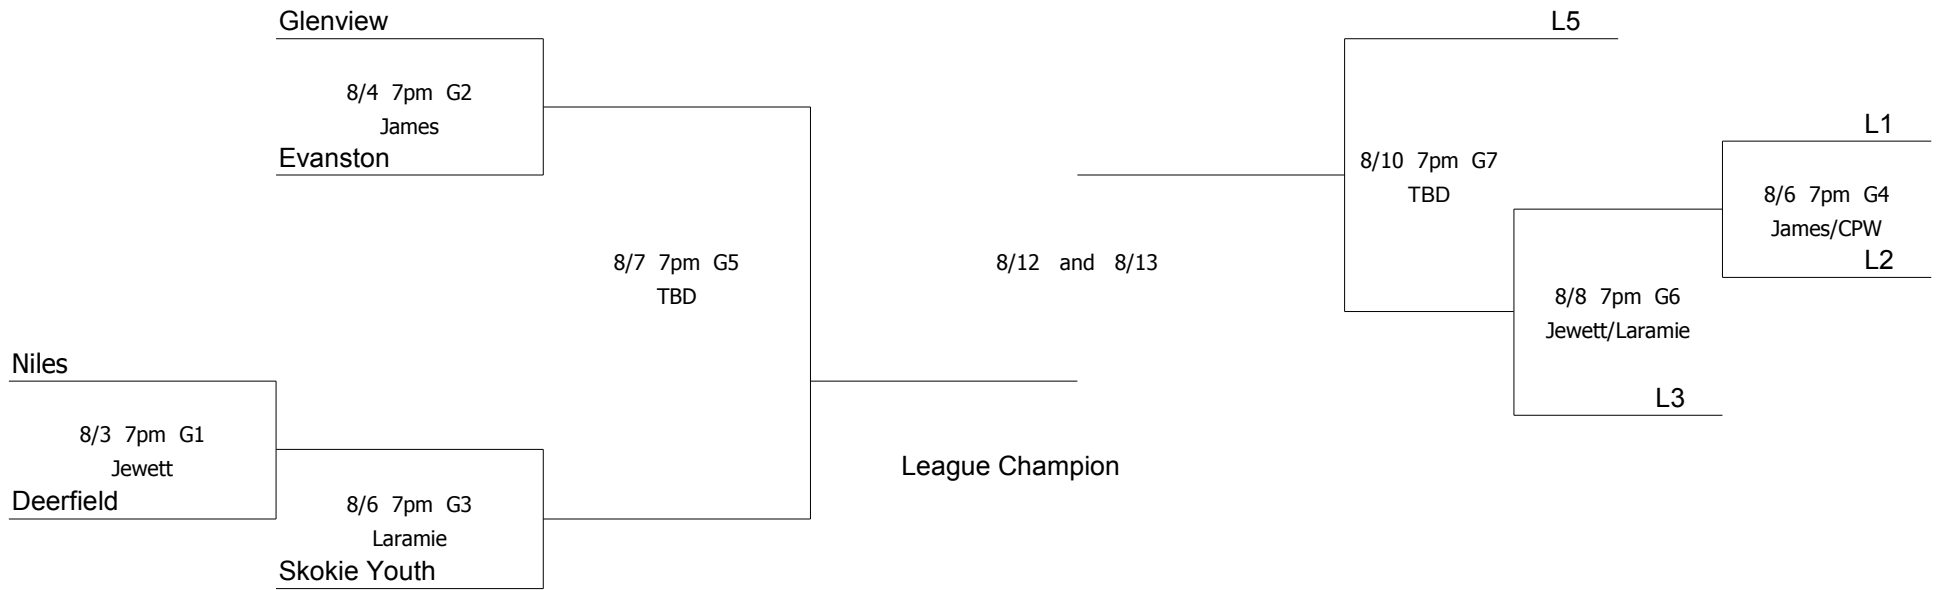 Glenview
8/4 7pm G2
James
Evanston
8/7 7pm G5
TBD
Niles
8/3 7pm G1
Jewett
Deerfield
8/6 7pm G3
Laramie
Skokie Youth
8/12 and 8/13
League Champion
L5
8/10 7pm G7
TBD
L1
8/6 7pm G4
James/CPW
L2
8/8 7pm G6
Jewett/Laramie
L3